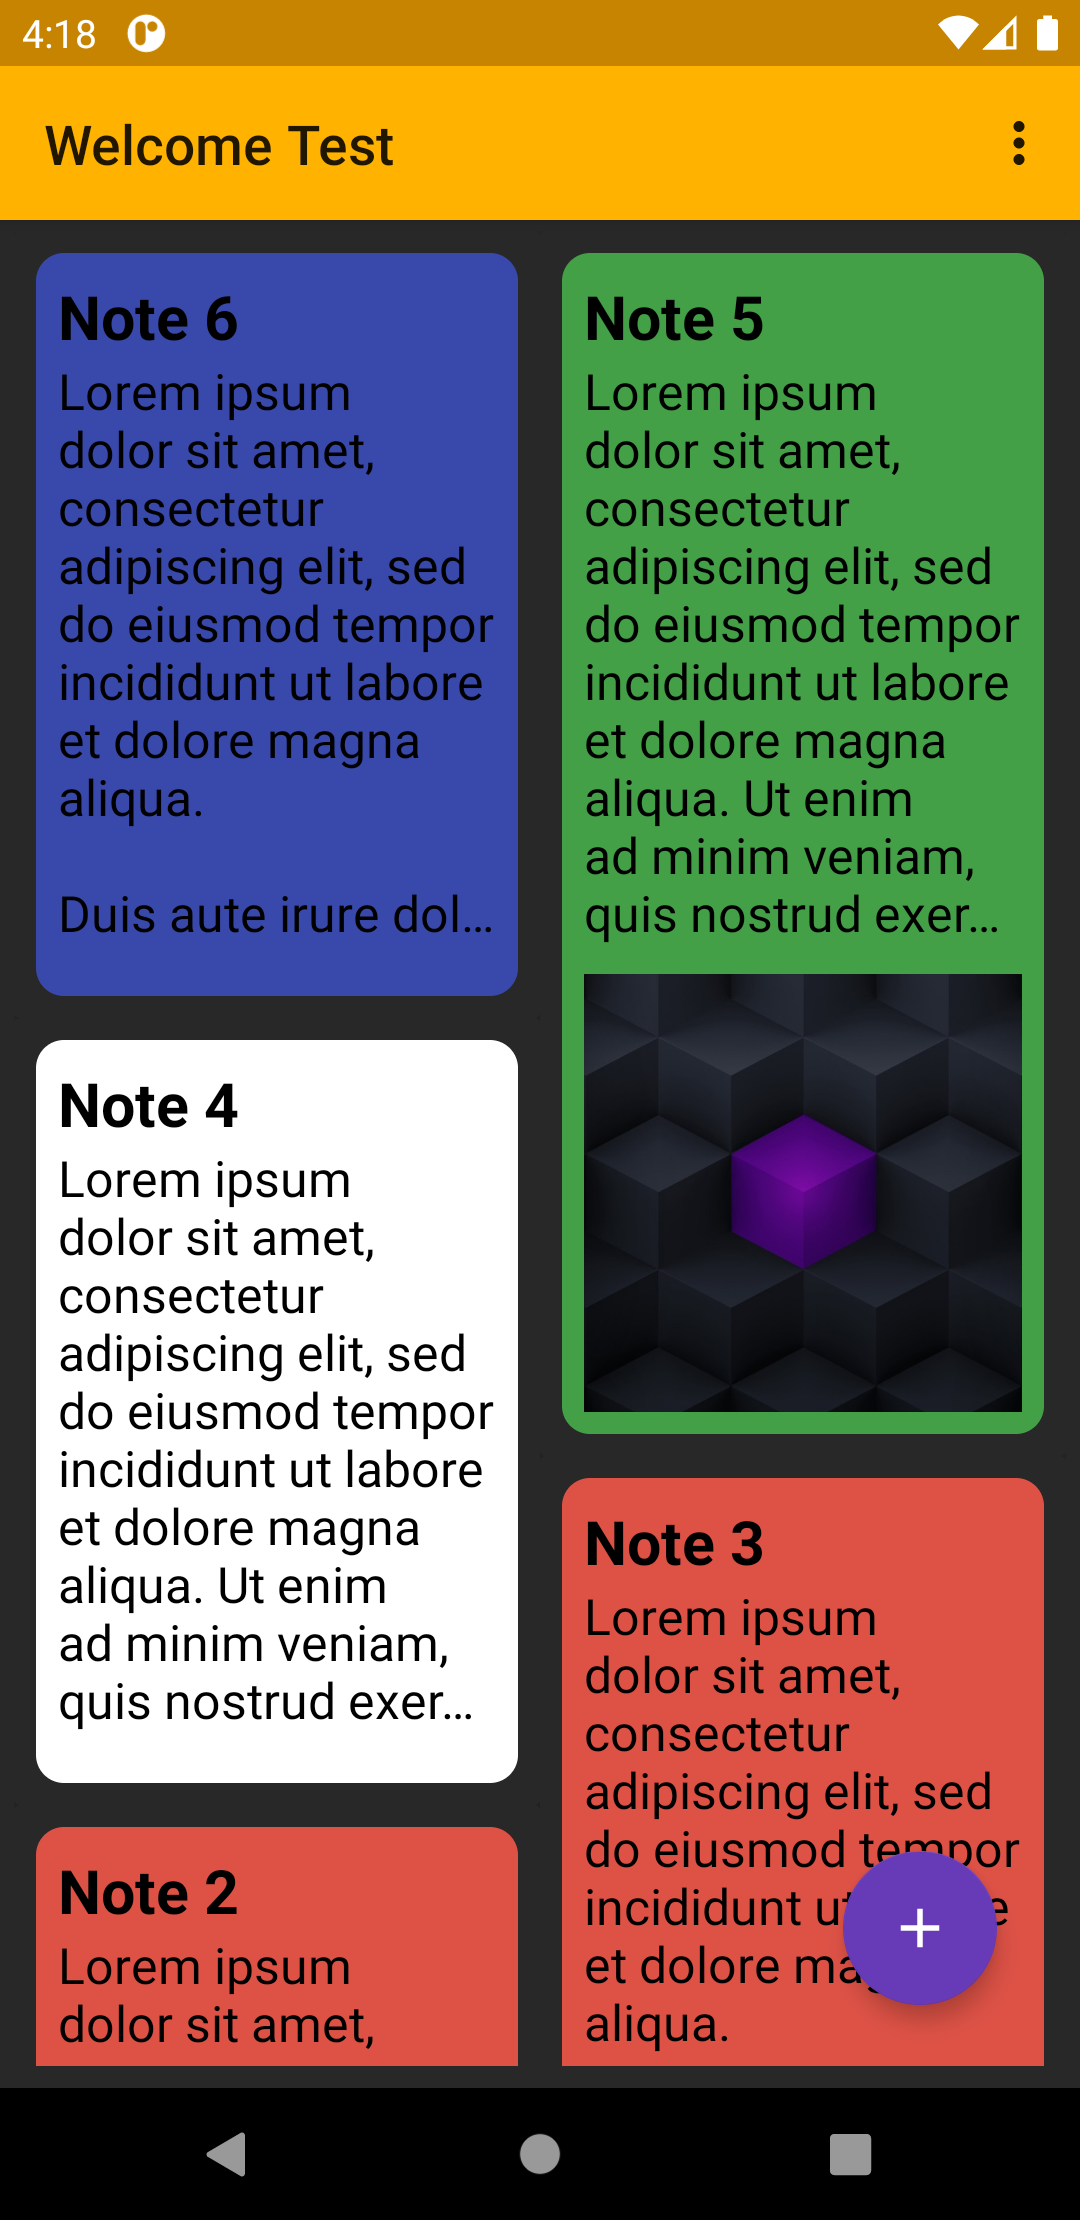 4:18
Welcome Test
Note 6
Lorem ipsum
dolor sit amet,
consectetur
adipiscing elit, sed
do eiusmod tempor
incididunt ut labore
et dolore magna
aliqua.
Duis aute irure dol…
Note 5
Lorem ipsum
dolor sit amet,
consectetur
adipiscing elit, sed
do eiusmod tempor
incididunt ut labore
et dolore magna
aliqua. Ut enim
ad minim veniam,
quis nostrud exer…
Note 4
Lorem ipsum
dolor sit amet,
consectetur
adipiscing elit, sed
do eiusmod tempor
incididunt ut labore
et dolore magna
aliqua. Ut enim
ad minim veniam,
quis nostrud exer…
Note 3
Lorem ipsum
dolor sit amet,
consectetur
adipiscing elit, sed
do eiusmod tempor
incididunt
et dolore
aliqua.
Note 2
Lorem ipsum
dolor sit amet,